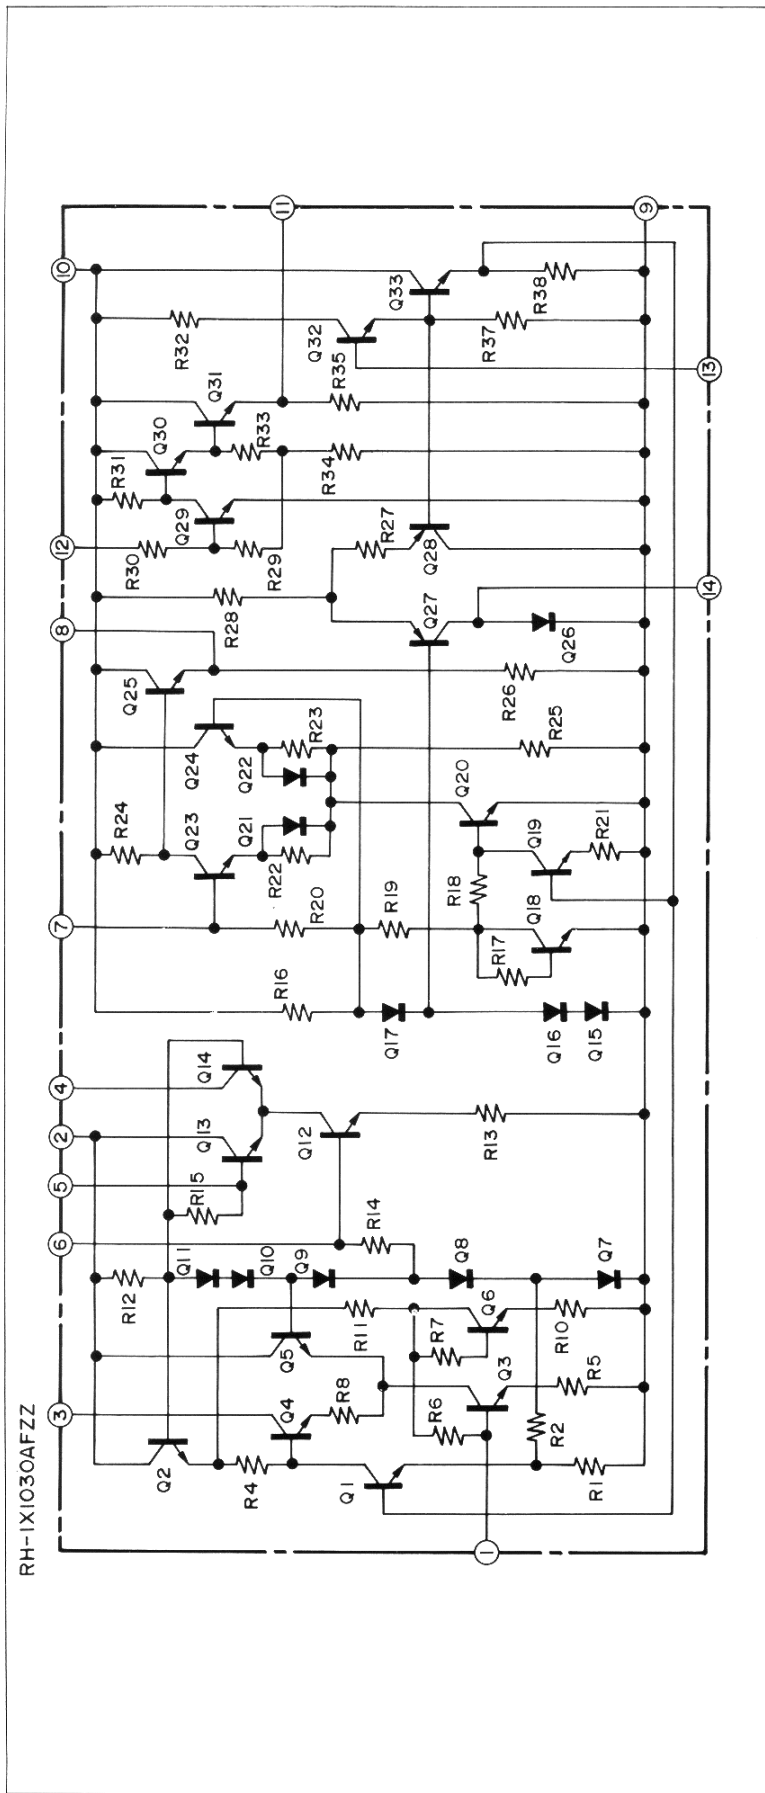 RH-IX1030AFZZ
3
6
5
2
4
7
8
12
10
11
9
13
14
1
Q2
R12
Q11
R15
Q13
Q14
R4
Q4
Q5
Q10
Q9
Q12
R8
R11
R14
Q1
R6
R7
Q3
Q6
Q8
R2
R1
R5
R10
Q7
R13
R16
R20
R24
Q23
Q21
R22
Q24
Q22
R23
Q25
Q17
R19
R18
R17
Q18
Q19
Q20
R21
Q16
Q15
R25
R26
R28
R30
R29
Q29
R31
Q30
Q31
R33
R34
R35
R32
Q32
Q33
R27
Q27
Q28
Q26
R37
R38